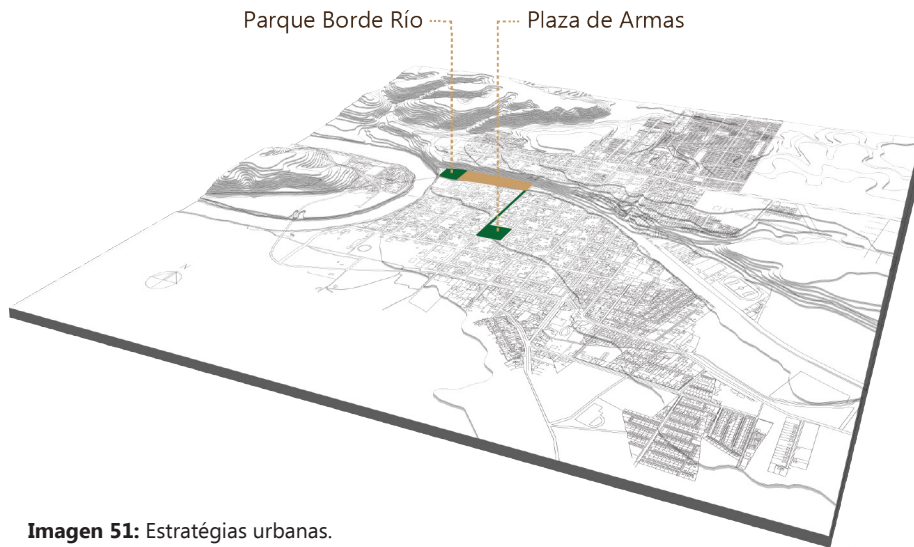 Parque Borde Río
Plaza de Armas
N
Imagen 51: Estratégias urbanas.